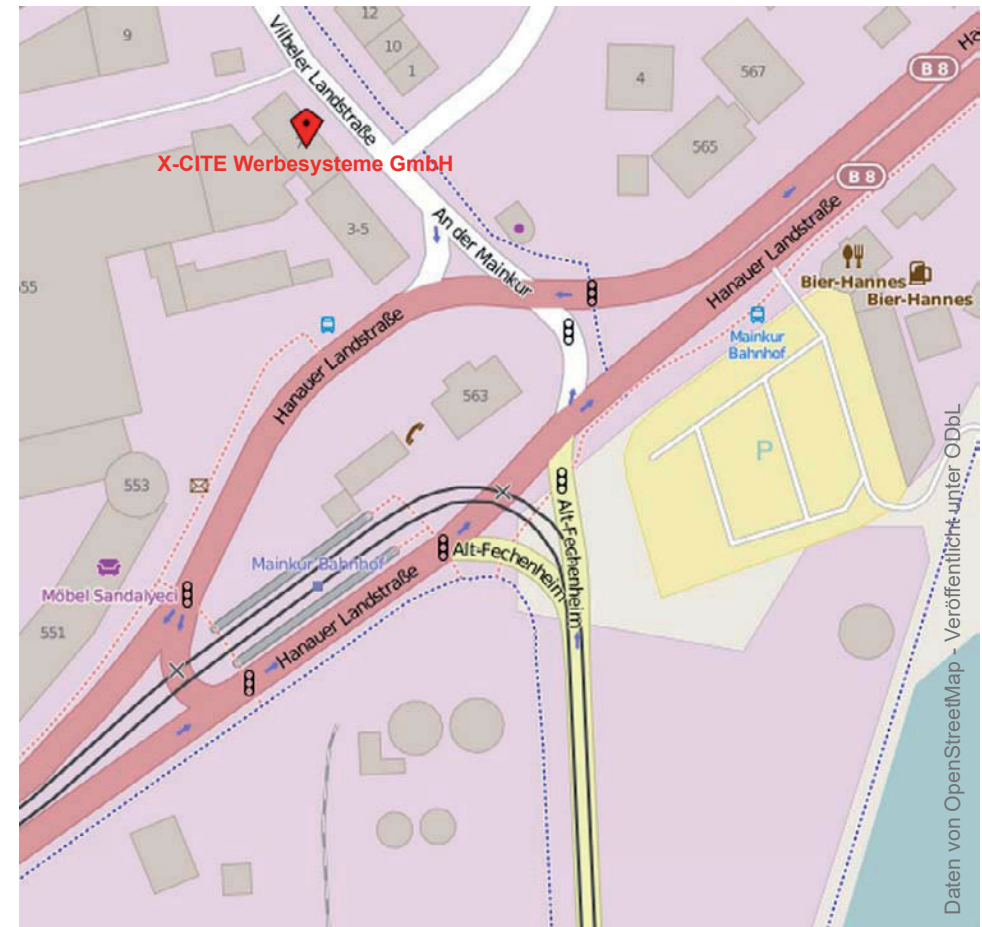 9
12
10
1
Vilbeler Landstraße
4
567
565
B 8
Ha
B 8
X-CITE Werbesysteme GmbH
3-5
An der Mainkur
Hanauer Landstraße
Bier-Hannes
Bier-Hannes
55
Mainkur
Bahnhof
Hanauer Landstraße
563
P
553
Alt-Fechenheim
Alt-Fechenheim
Mainkur Bahnhof
Möbel Sandalyeci
551
Hanauer Landstraße
Daten von OpenStreetMap - Veröffentlicht unter ODbL